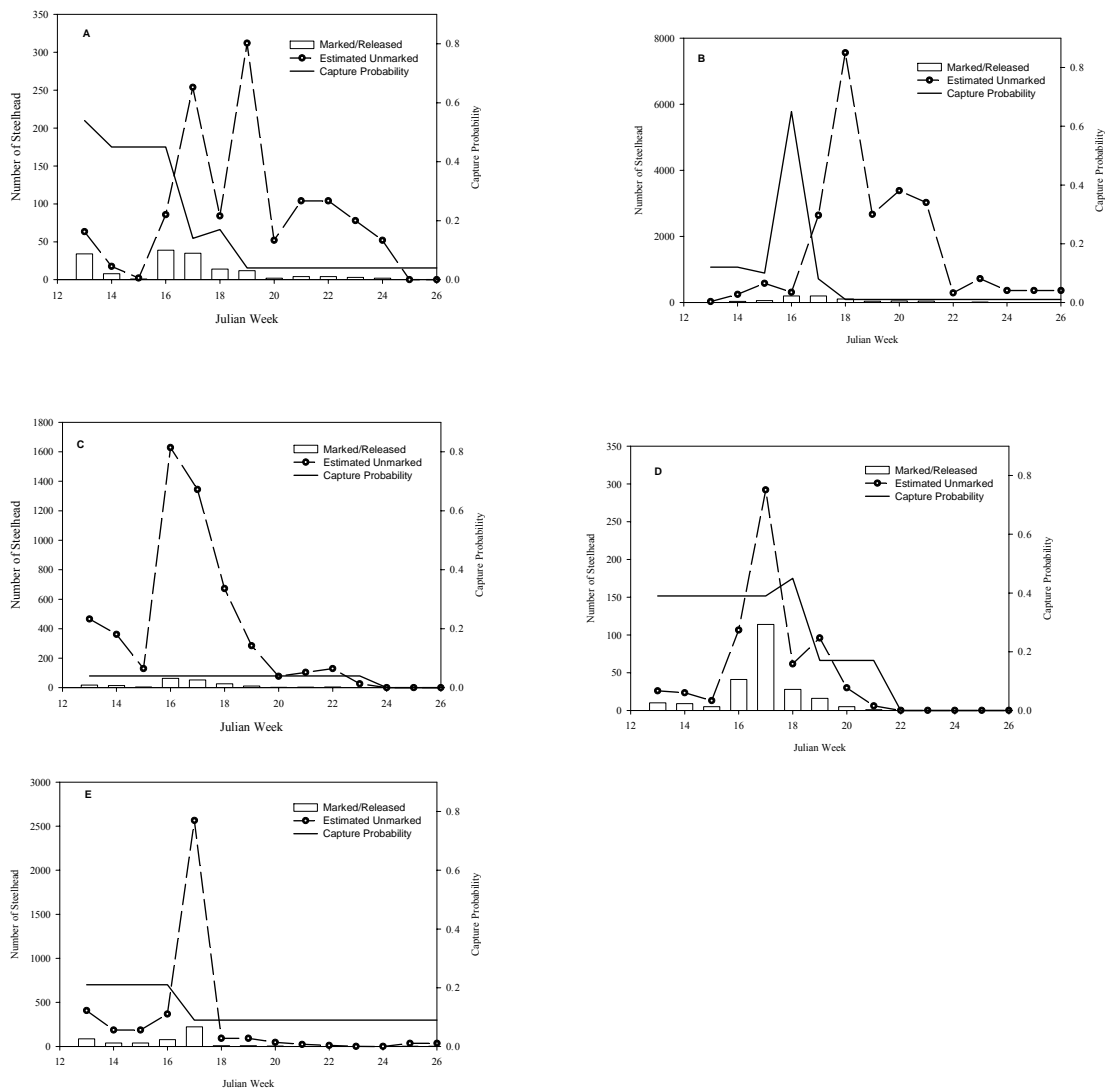 A
Marked/Released
Estimated Unmarked
Capture Probability
350
300
250
200
150
100
50
0
Number of Steelhead
0.8
0.6
0.4
0.2
0.0
Capture Probability
12 14 16 18 20 22 24 26
Julian Week
B
Marked/Released
Estimated Unmarked
Capture Probability
8000
6000
4000
2000
0
Number of Steelhead
0.8
0.6
0.4
0.2
0.0
Capture Probability
12 14 16 18 20 22 24 26
Julian Week
C
Marked/Released
Estimated Unmarked
Capture Probability
1800
1600
1400
1200
1000
800
600
400
200
0
Number of Steelhead
0.8
0.6
0.4
0.2
0.0
Capture Probability
12 14 16 18 20 22 24 26
Julian Week
D
Marked/Released
Estimated Unmarked
Capture Probability
350
300
250
200
150
100
50
0
Number of Steelhead
0.8
0.6
0.4
0.2
0.0
Capture Probability
12 14 16 18 20 22 24 26
Julian Week
E
Marked/Released
Estimated Unmarked
Capture Probability
3000
2500
2000
1500
1000
500
0
Number of Steelhead
0.8
0.6
0.4
0.2
0.0
Capture Probability
12 14 16 18 20 22 24 26
Julian Week